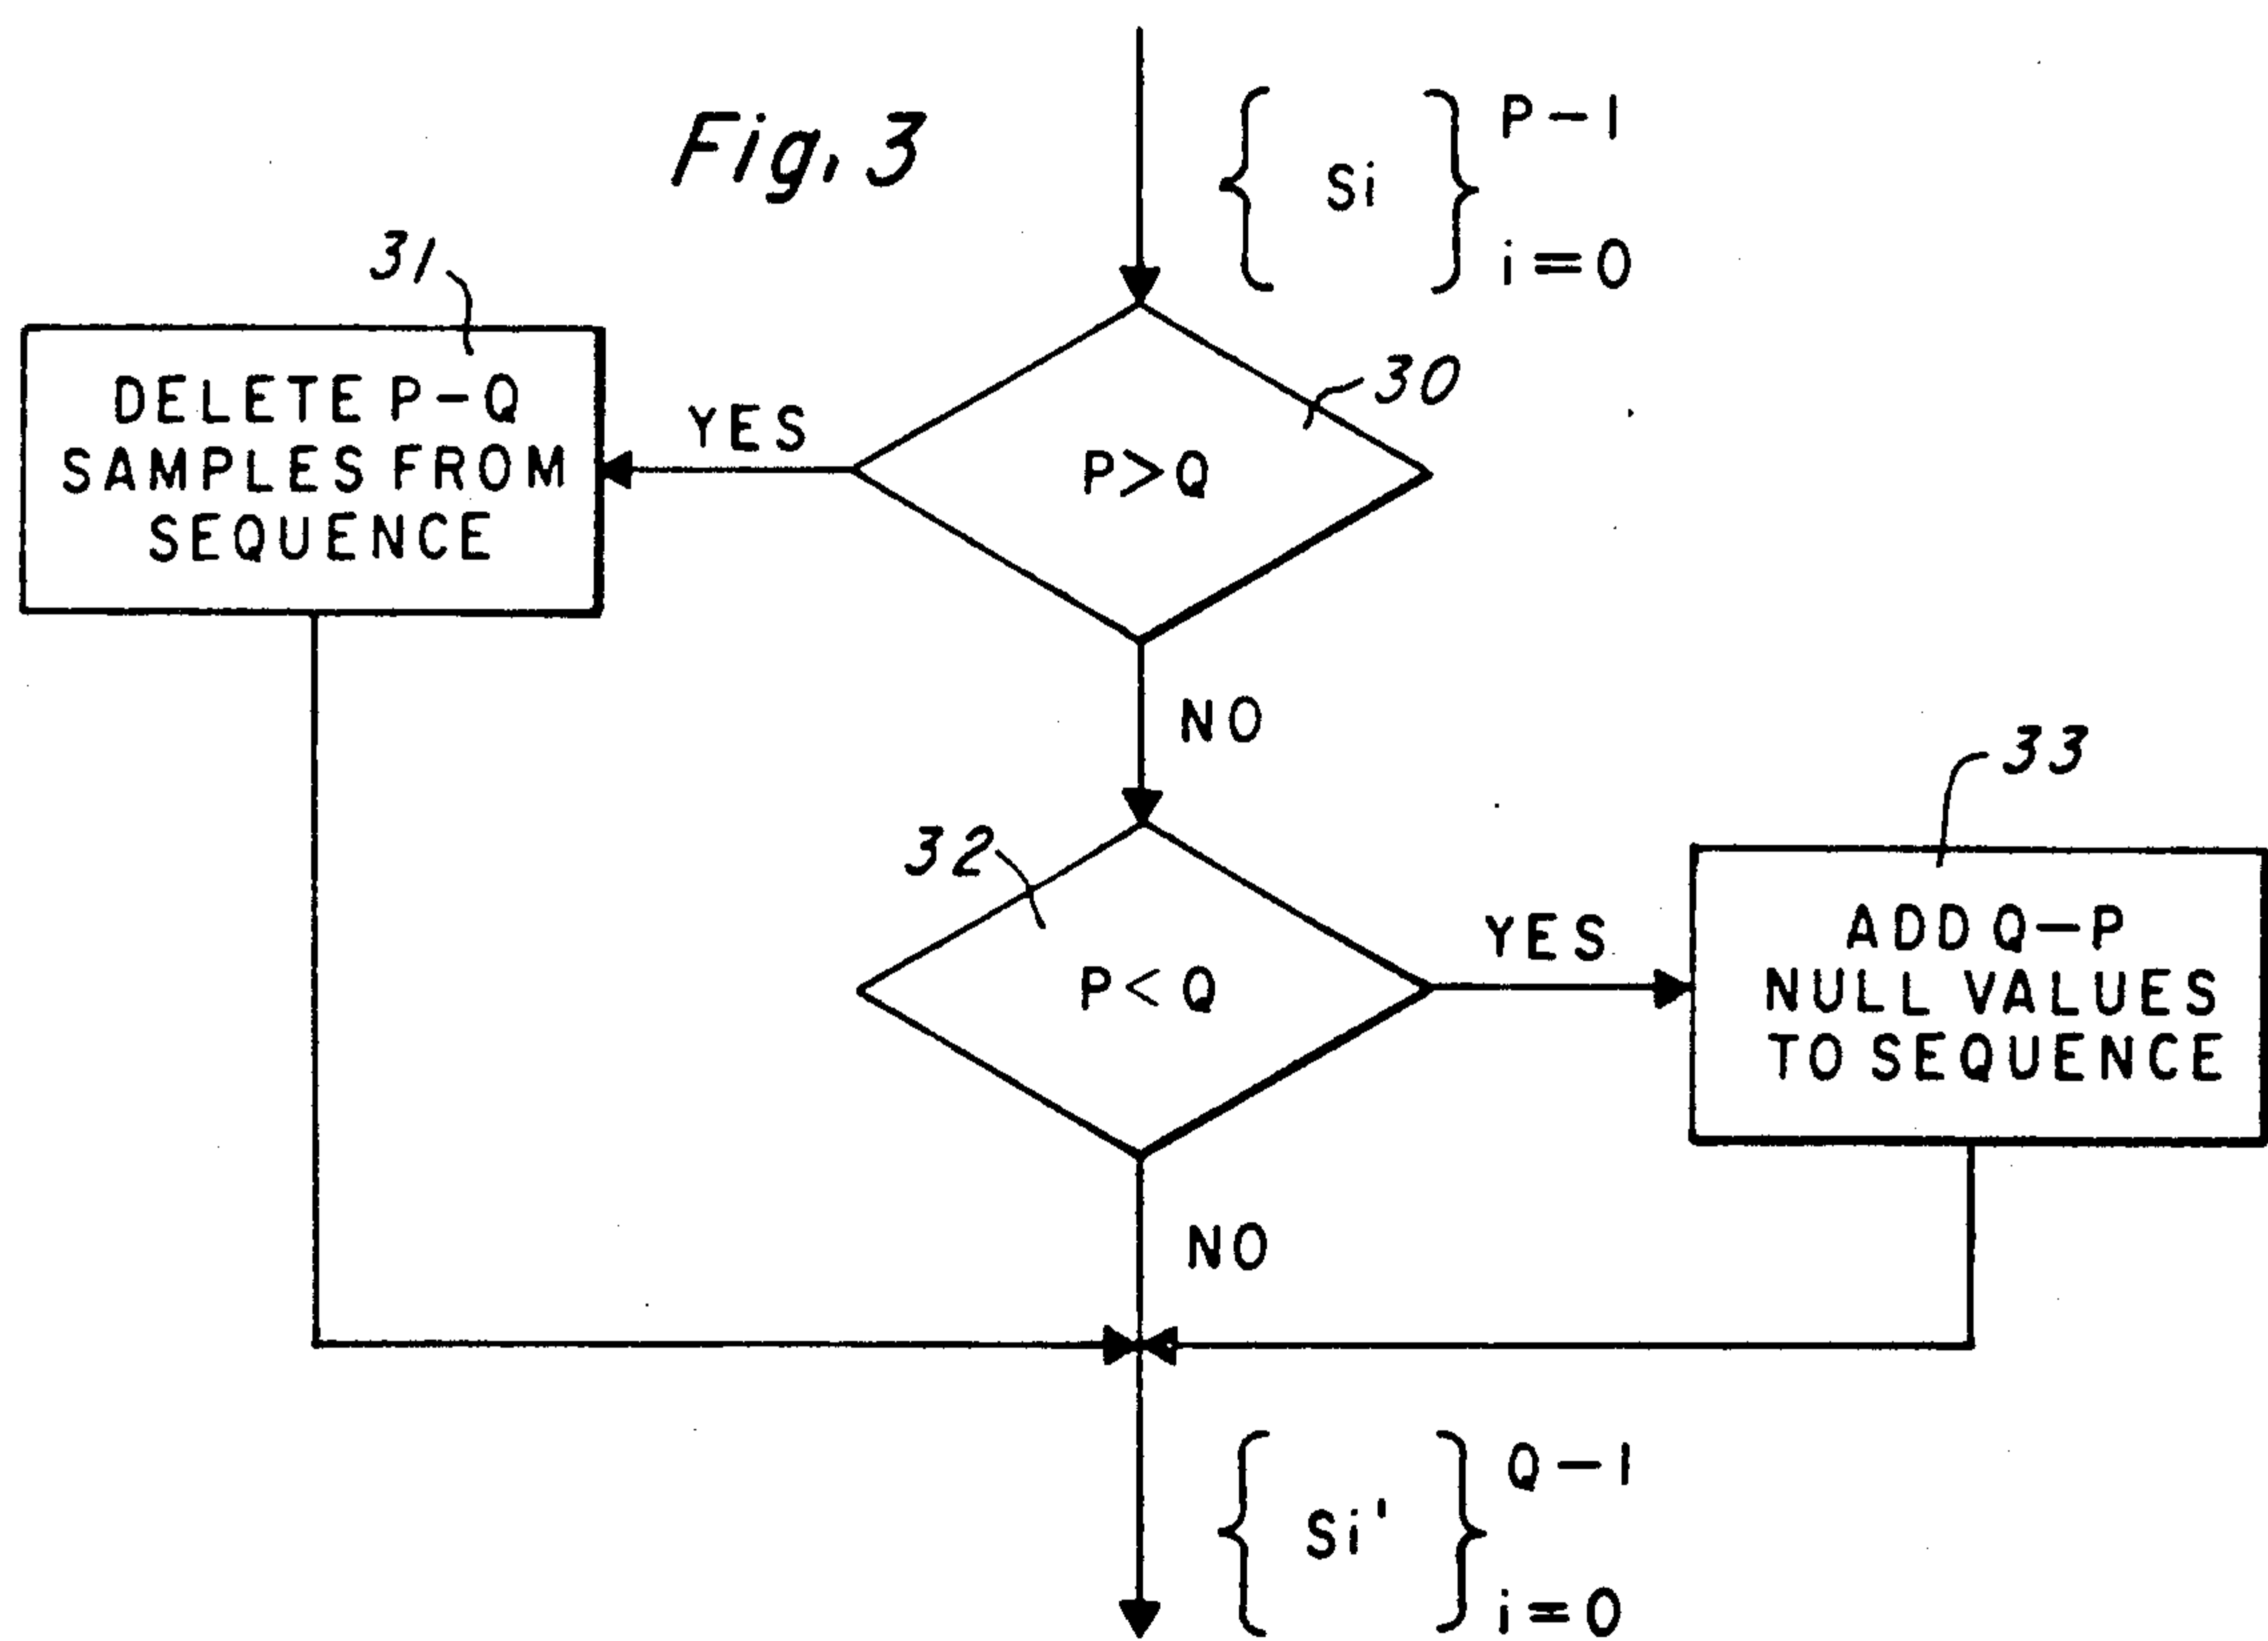 Fig. 3
{ Si } P-1
i=0
31
DELETE P-Q
SAMPLES FROM
SEQUENCE
YES
30
P>Q
NO
33
32
P< Q
YES
ADD Q-P
NULL VALUES
TO SEQUENCE
NO
{ Si' } Q-1
i=0